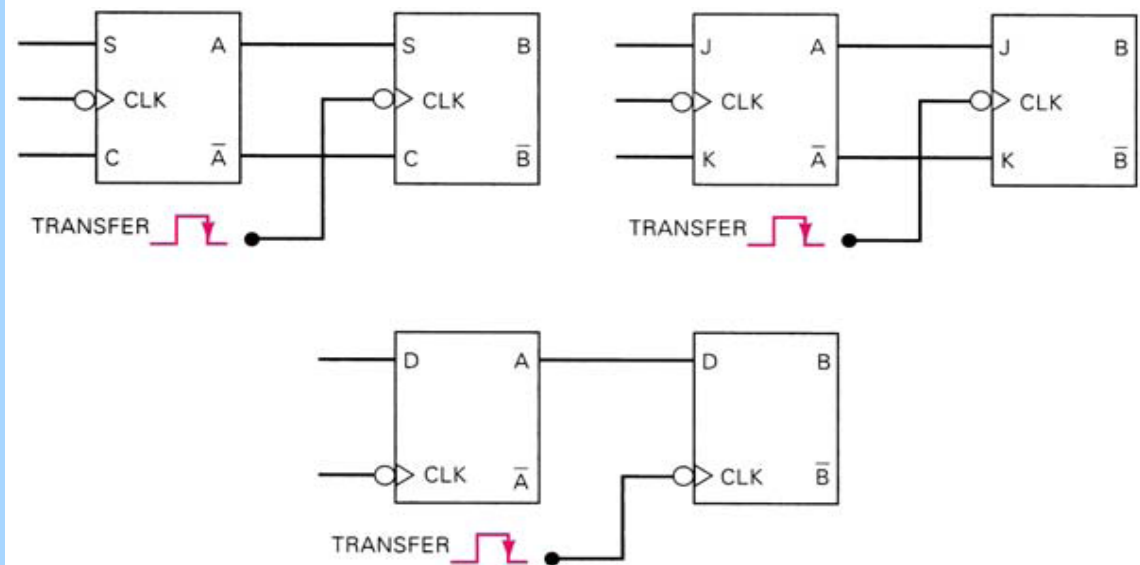 S A S B J A J B
CLK CLK CLK CLK
C A̅ C B̅ K A̅ K B̅
TRANSFER TRANSFER
D A D B
CLK A̅ CLK B̅
TRANSFER